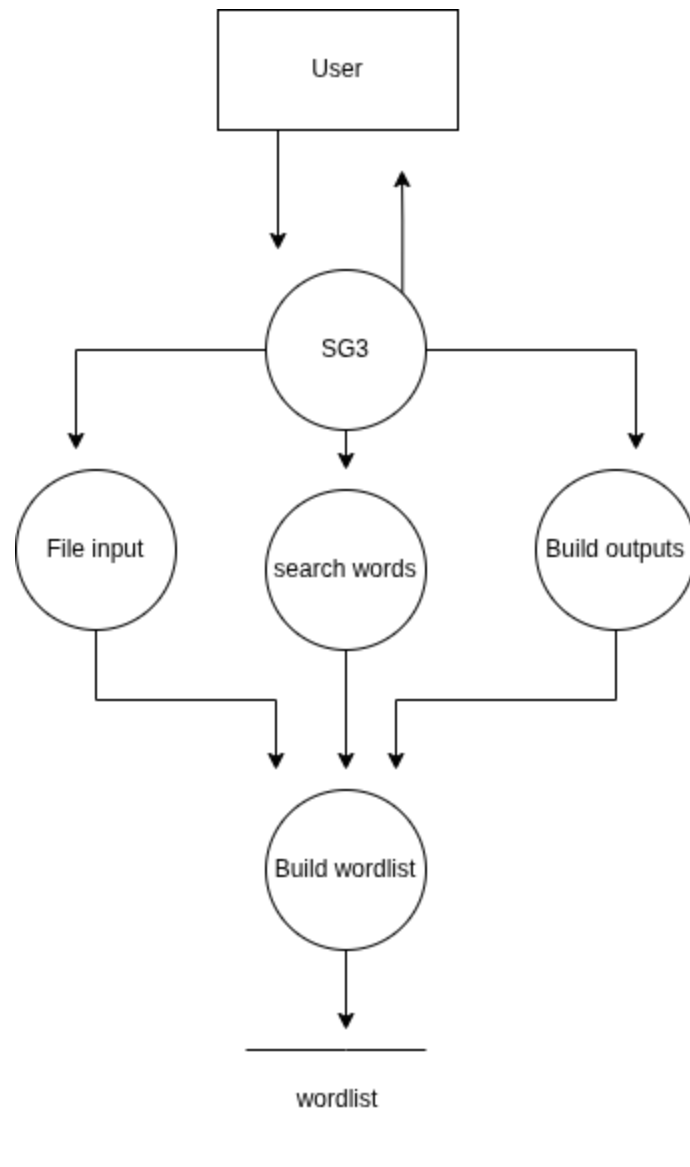 User
SG3
File input
search words
Build outputs
Build wordlist
wordlist